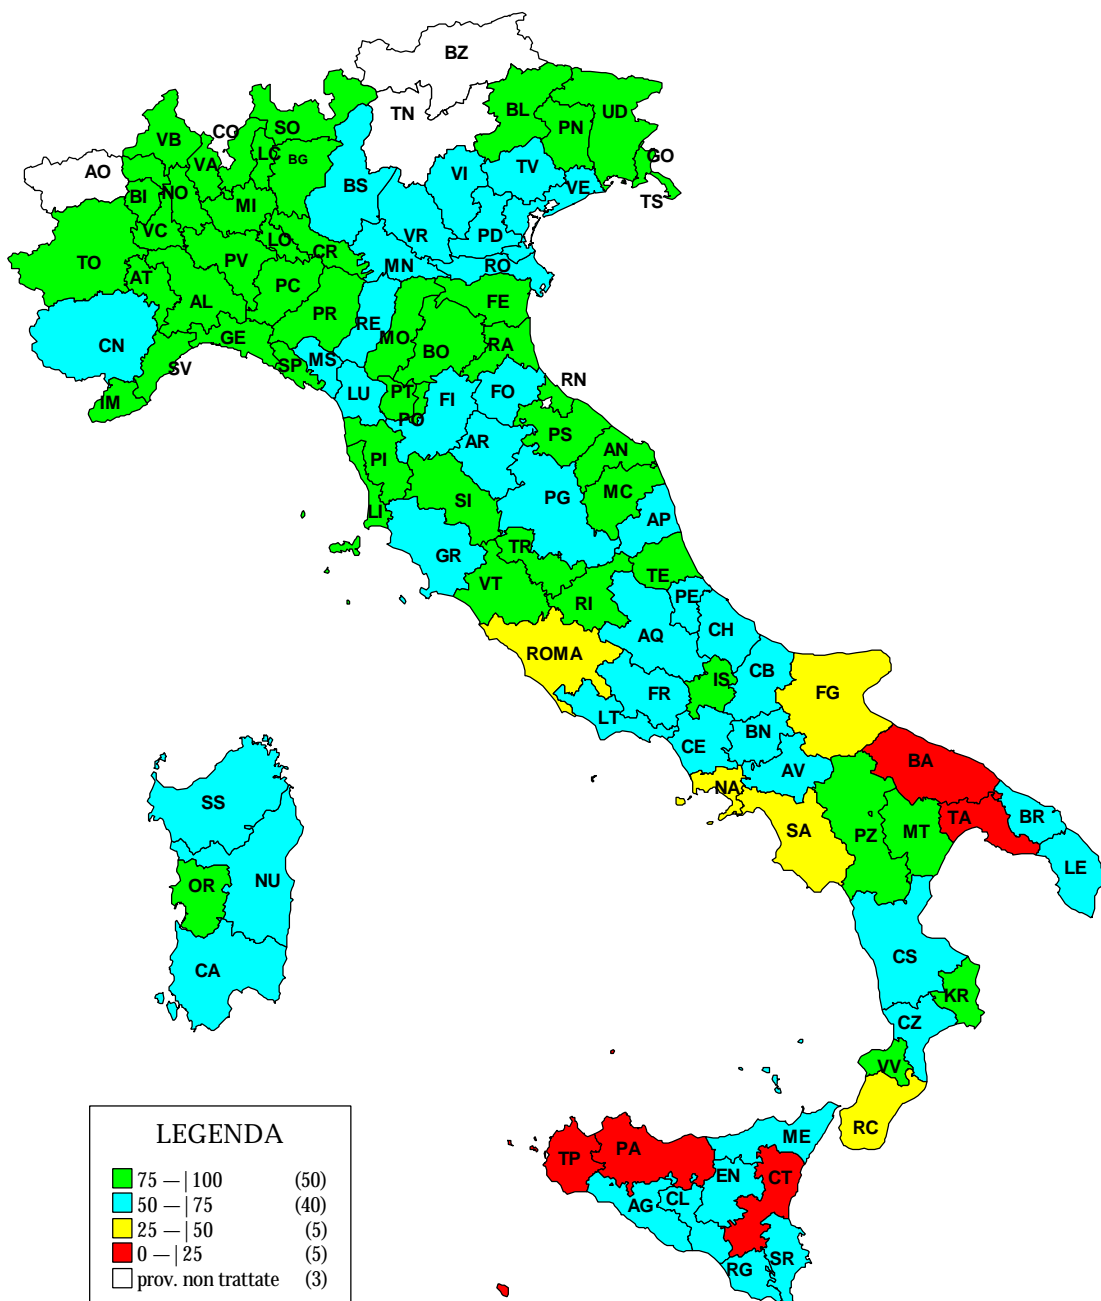 BZ
TN
BL
UD
PN
CO
SO
VB
LC
BG
VA
GO
AO
VI
TV
BS
VE
BI
NO
TS
MI
VC
VR
PD
LO
CR
PV
TO
MN
RO
AT
PC
AL
FE
PR
RE
GE
MO
RA
CN
BO
MS
SP
SV
RN
LU
PT
FI
FO
IM
PO
PS
AR
AN
PI
MC
SI
PG
LI
AP
TR
GR
TE
VT
PE
RI
CH
AQ
ROMA
CB
IS
FR
FG
LT
BN
CE
BA
AV
NA
SS
TA
BR
SA
PZ
MT
LE
OR
NU
CS
CA
KR
CZ
VV
RC
ME
PA
TP
EN
CT
CL
AG
SR
RG
LEGENDA
75 —| 100 (50)
50 —| 75 (40)
25 —| 50 (5)
0 —| 25 (5)
prov. non trattate (3)